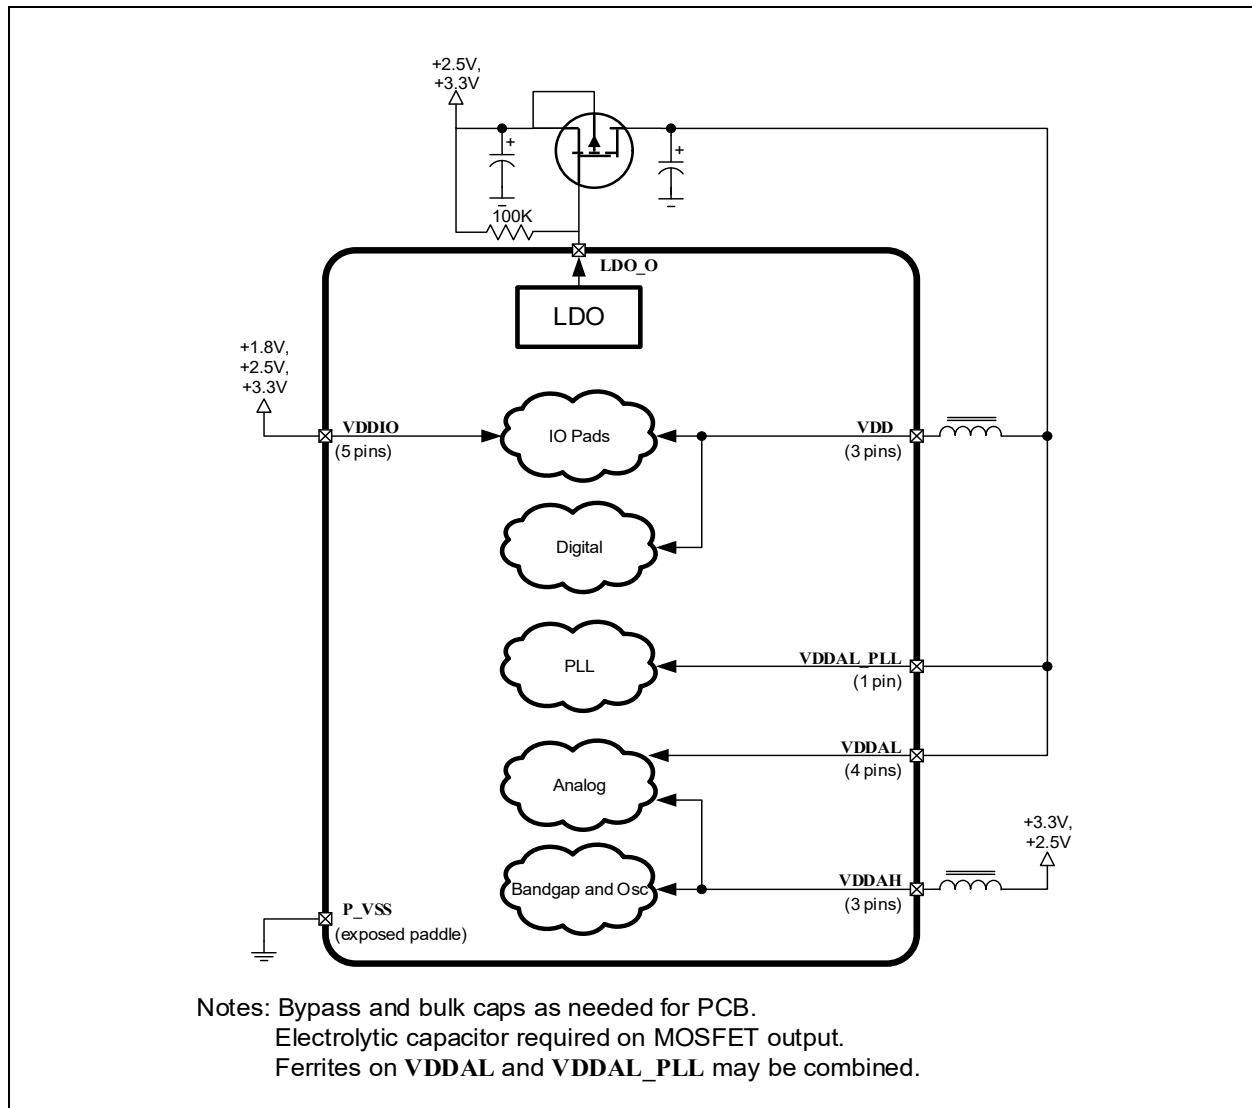 +2.5V,
+3.3V
+
+
100K
LDO_O
LDO
+1.8V,
+2.5V,
+3.3V
VDDIO
(5 pins)
IO Pads
VDD
(3 pins)
Digital
PLL
VDDAL_PLL
(1 pin)
VDDAL
(4 pins)
Analog
+3.3V,
+2.5V
Bandgap and Osc
VDDAH
(3 pins)
P_VSS
(exposed paddle)
Notes: Bypass and bulk caps as needed for PCB.
Electrolytic capacitor required on MOSFET output.
Ferrites on VDDAL and VDDAL_PLL may be combined.